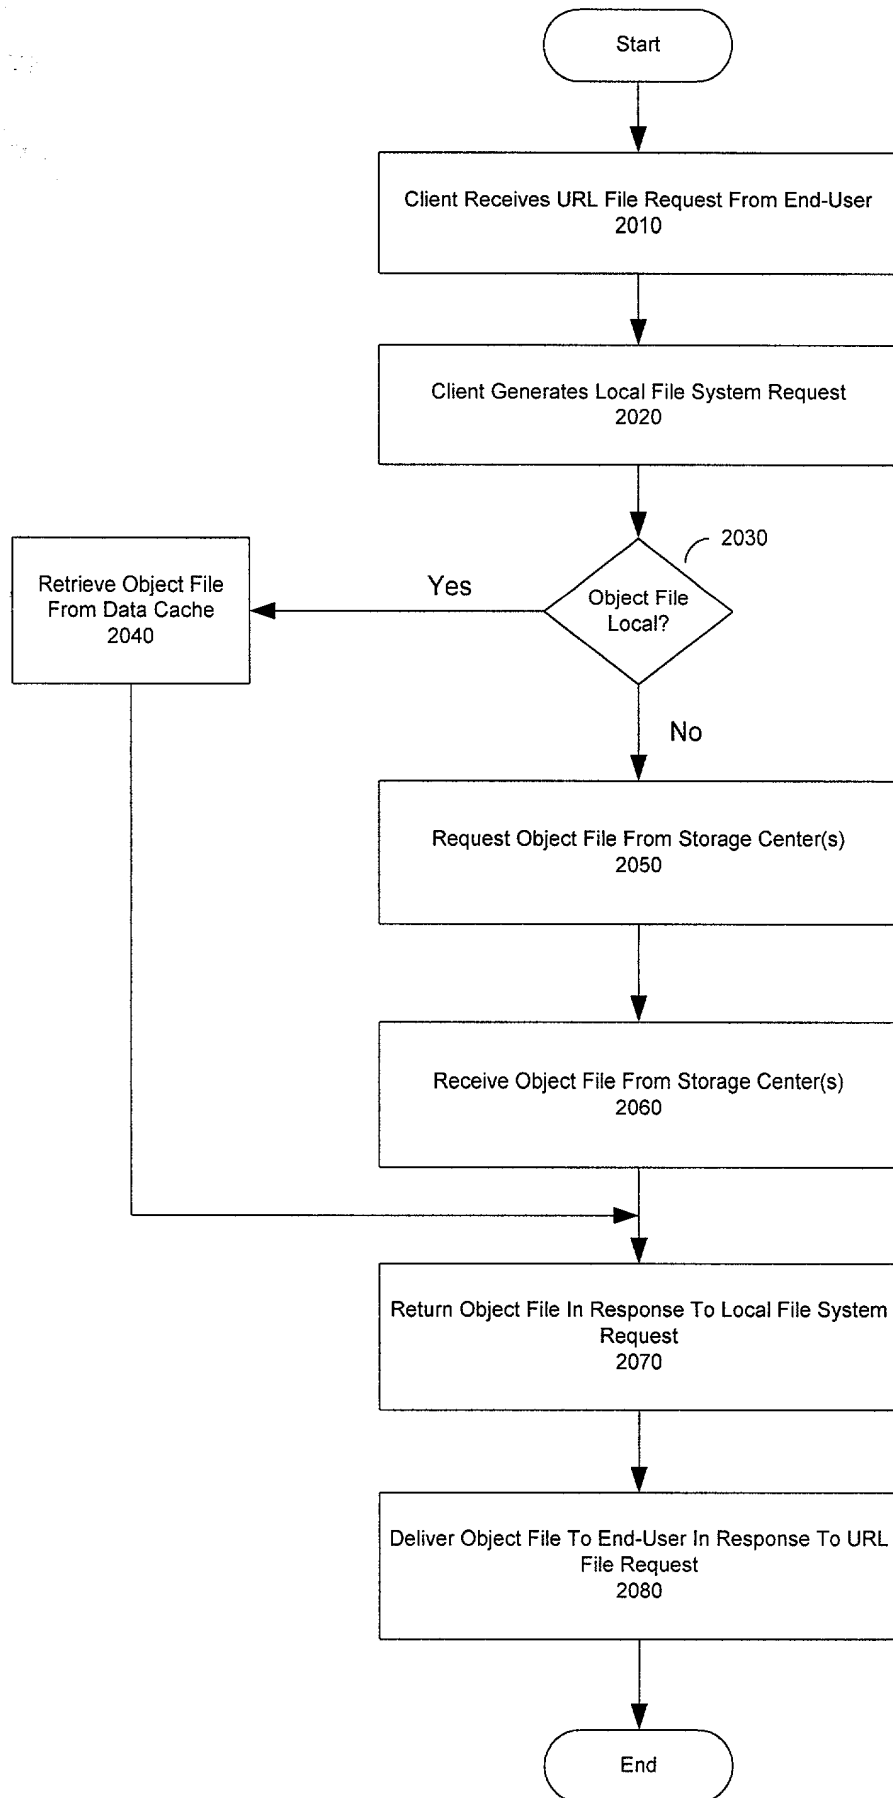 Start
Client Receives URL File Request From End-User
2010
Client Generates Local File System Request
2020
2030
Object File
Local?
Yes
Retrieve Object File
From Data Cache
2040
No
Request Object File From Storage Center(s)
2050
Receive Object File From Storage Center(s)
2060
Return Object File In Response To Local File System
Request
2070
Deliver Object File To End-User In Response To URL
File Request
2080
End